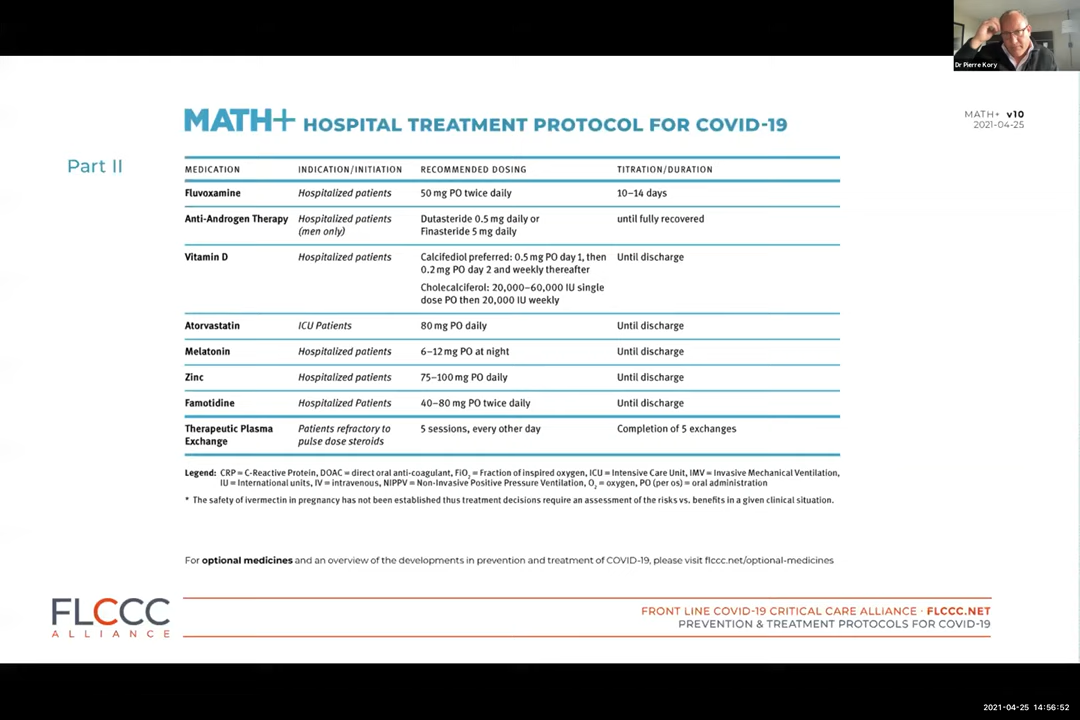 Dr Pierre Kory
MATH+ HOSPITAL TREATMENT PROTOCOL FOR COVID-19
MATH+ v10
2021-04-25
Part II
MEDICATION INDICATION/INITIATION RECOMMENDED DOSING TITRATION/DURATION
Fluvoxamine Hospitalized patients 50 mg PO twice daily 10–14 days
Anti-Androgen Therapy Hospitalized patients Dutasteride 0.5 mg daily or until fully recovered
(men only) Finasteride 5 mg daily
Vitamin D Hospitalized patients Calcifediol preferred: 0.5 mg PO day 1, then Until discharge
0.2 mg PO day 2 and weekly thereafter
Cholecalciferol: 20,000–60,000 IU single
dose PO then 20,000 IU weekly
Atorvastatin ICU Patients 80 mg PO daily Until discharge
Melatonin Hospitalized patients 6–12 mg PO at night Until discharge
Zinc Hospitalized patients 75–100 mg PO daily Until discharge
Famotidine Hospitalized Patients 40–80 mg PO twice daily Until discharge
Therapeutic Plasma Patients refractory to 5 sessions, every other day Completion of 5 exchanges
Exchange pulse dose steroids
Legend: CRP = C-Reactive Protein, DOAC = direct oral anti-coagulant, FiO₂ = Fraction of inspired oxygen, ICU = Intensive Care Unit, IMV = Invasive Mechanical Ventilation,
IU = International units, IV = intravenous, NIPPV = Non-Invasive Positive Pressure Ventilation, O₂ = oxygen, PO (per os) = oral administration
* The safety of ivermectin in pregnancy has not been established thus treatment decisions require an assessment of the risks vs. benefits in a given clinical situation.
For optional medicines and an overview of the developments in prevention and treatment of COVID-19, please visit flccc.net/optional-medicines
FLCCC
ALLIANCE
FRONT LINE COVID-19 CRITICAL CARE ALLIANCE · FLCCC.NET
PREVENTION & TREATMENT PROTOCOLS FOR COVID-19
2021-04-25 14:56:52